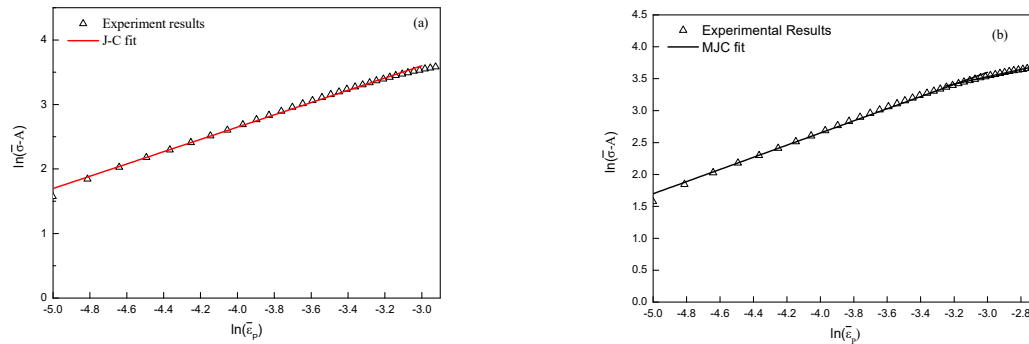 (a)
Experiment results
J-C fit
ln(σ̅-A)
4
3
2
1
0
-5.0 -4.8 -4.6 -4.4 -4.2 -4.0 -3.8 -3.6 -3.4 -3.2 -3.0
ln(ε̅p)
(b)
Experimental Results
MJC fit
ln(σ̅-A)
4.5
4.0
3.5
3.0
2.5
2.0
1.5
1.0
0.5
0.0
-5.0 -4.8 -4.6 -4.4 -4.2 -4.0 -3.8 -3.6 -3.4 -3.2 -3.0 -2.8
ln(ε̅p)